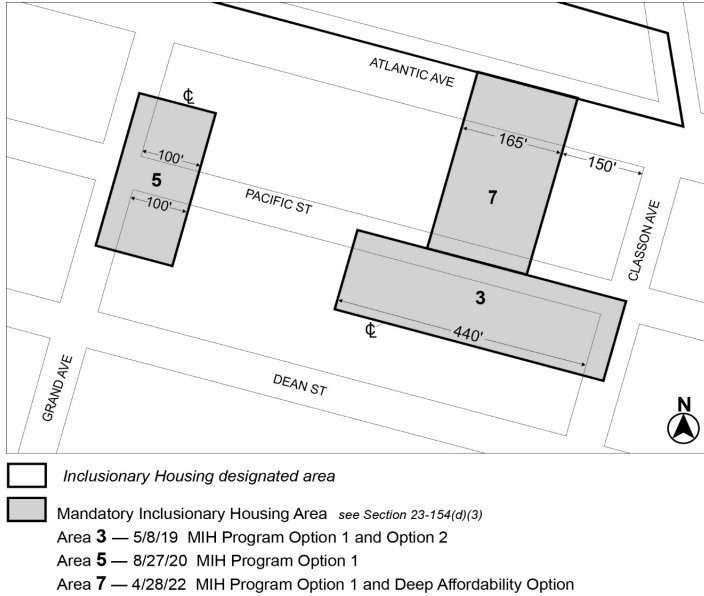 ATLANTIC AVE
℄
100'
165'
150'
5
100'
PACIFIC ST
7
CLASSON AVE
3
℄
440'
GRAND AVE
DEAN ST
N
Inclusionary Housing designated area
Mandatory Inclusionary Housing Area see Section 23-154(d)(3)
Area 3 — 5/8/19 MIH Program Option 1 and Option 2
Area 5 — 8/27/20 MIH Program Option 1
Area 7 — 4/28/22 MIH Program Option 1 and Deep Affordability Option